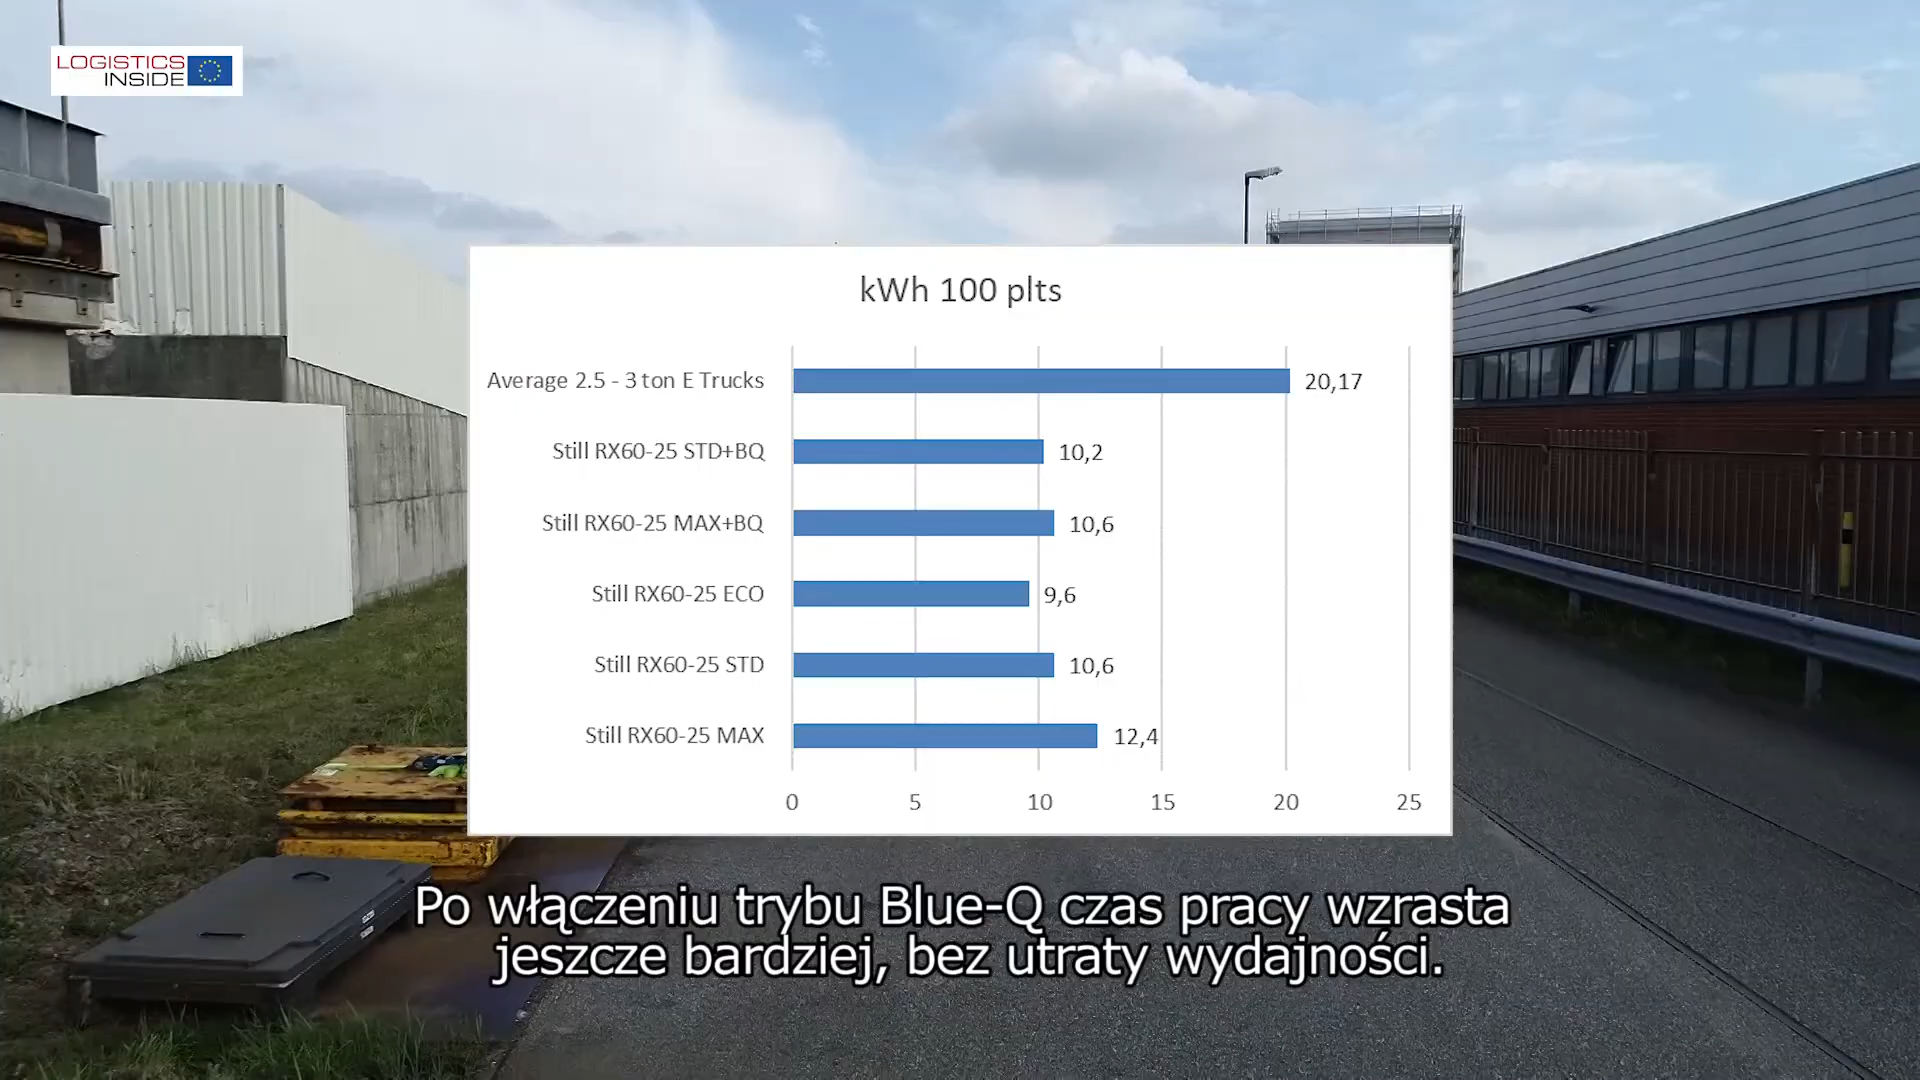 LOGISTICS
INSIDE
kWh 100 plts
Average 2.5 - 3 ton E Trucks 20,17
Still RX60-25 STD+BQ 10,2
Still RX60-25 MAX+BQ 10,6
Still RX60-25 ECO 9,6
Still RX60-25 STD 10,6
Still RX60-25 MAX 12,4
0 5 10 15 20 25
Po włączeniu trybu Blue-Q czas pracy wzrasta
jeszcze bardziej, bez utraty wydajności.